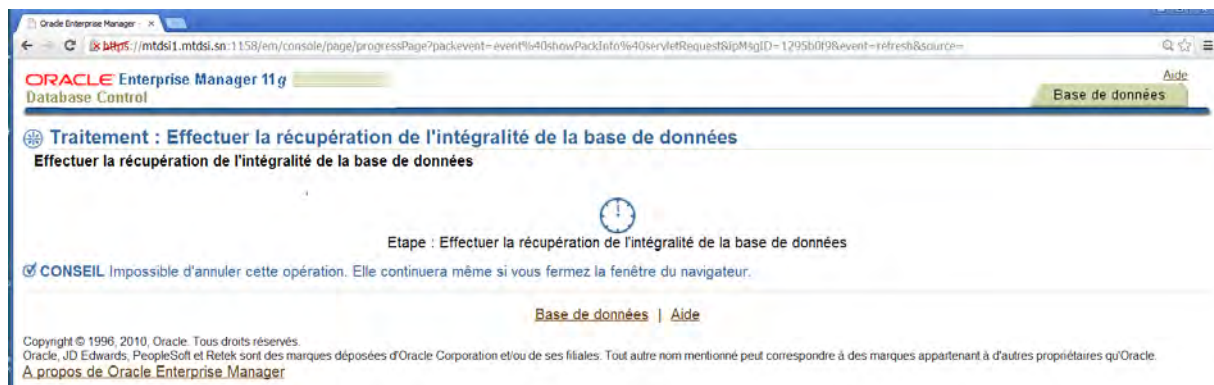 Oracle Enterprise Manager - ×
https://mtdsi1.mtdsi.sn:1158/em/console/page/progressPage?packevent=event%40showPackInfo%40servletRequest&ipMsgID=1295b0f9&event=refresh&source=
ORACLE Enterprise Manager 11g
Database Control
Aide
Base de données
Traitement : Effectuer la récupération de l'intégralité de la base de données
Effectuer la récupération de l'intégralité de la base de données
Etape : Effectuer la récupération de l'intégralité de la base de données
CONSEIL Impossible d'annuler cette opération. Elle continuera même si vous fermez la fenêtre du navigateur.
Base de données | Aide
Copyright © 1996, 2010, Oracle. Tous droits réservés.
Oracle, JD Edwards, PeopleSoft et Retek sont des marques déposées d'Oracle Corporation et/ou de ses filiales. Tout autre nom mentionné peut correspondre à des marques appartenant à d'autres propriétaires qu'Oracle.
A propos de Oracle Enterprise Manager